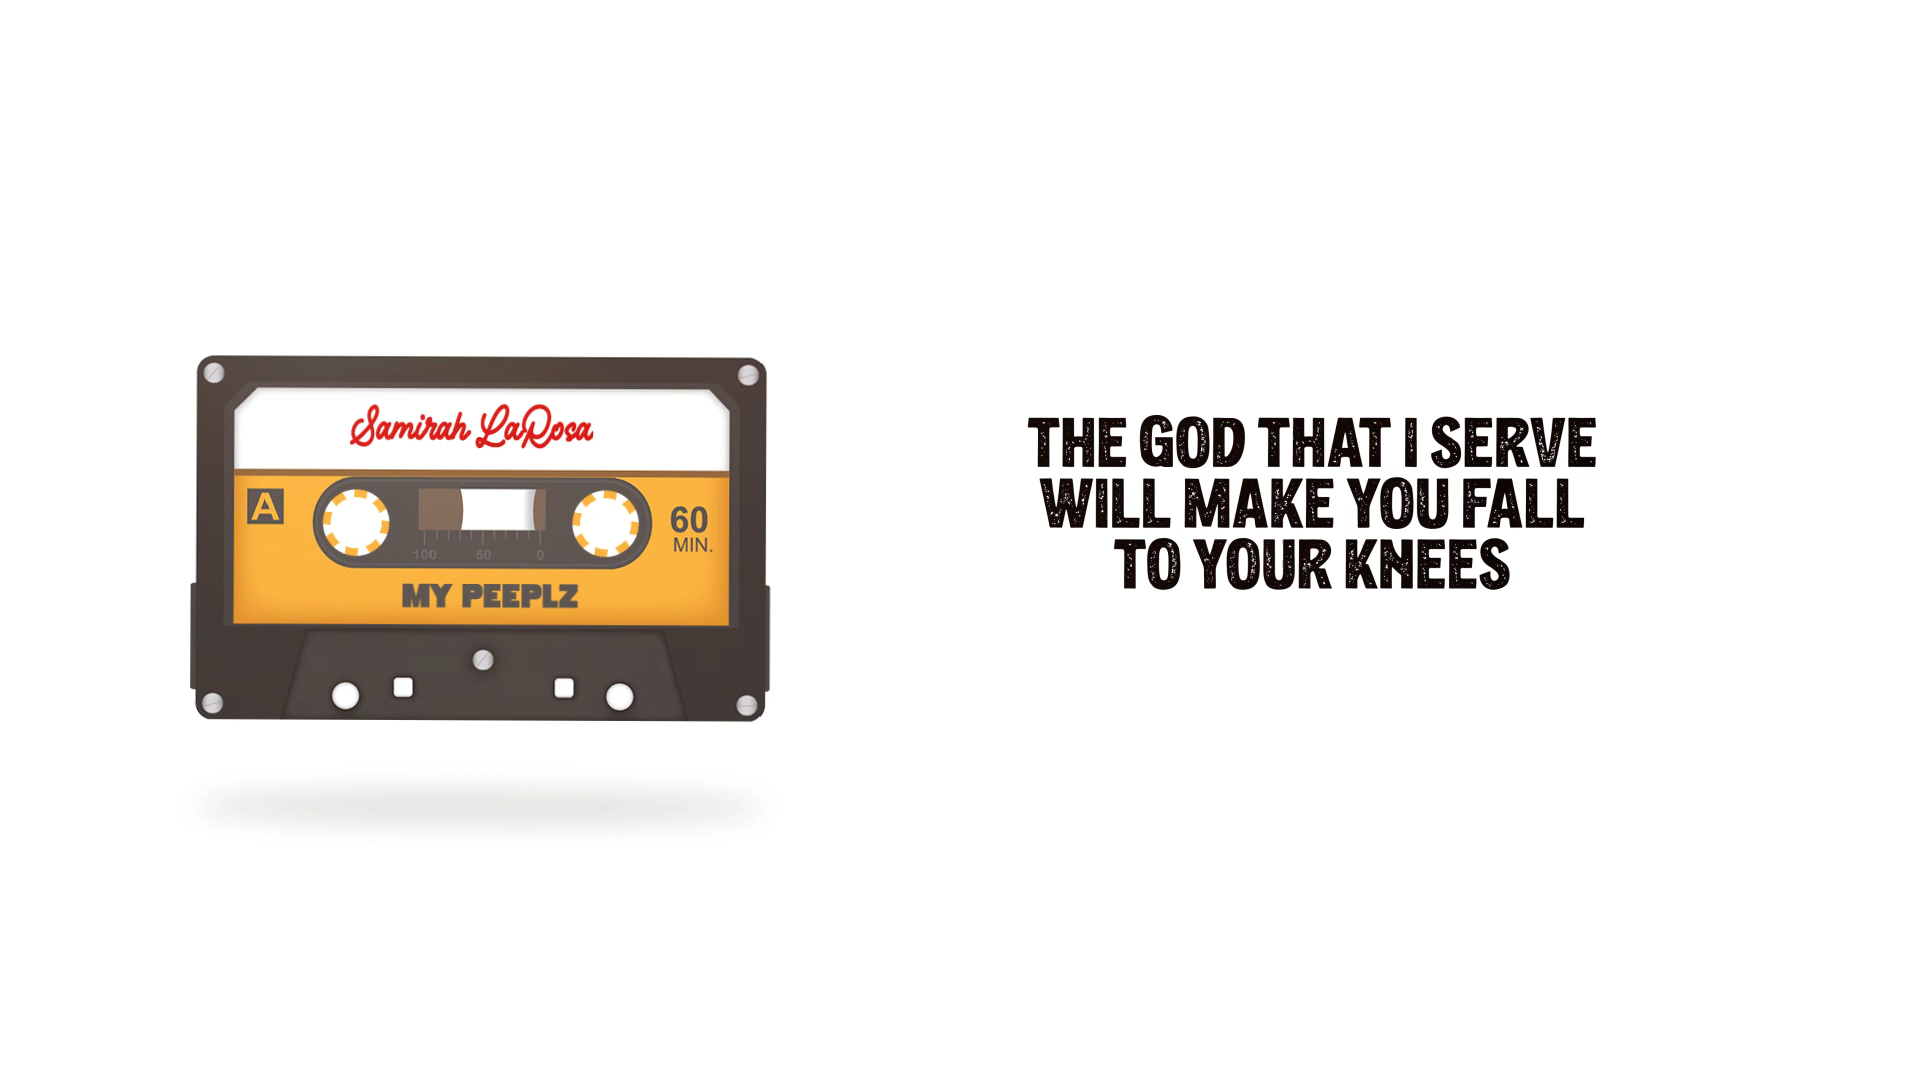 Samirah LaRosa
A
60
MIN.
100 50 0
MY PEEPLZ
THE GOD THAT I SERVE
WILL MAKE YOU FALL
TO YOUR KNEES